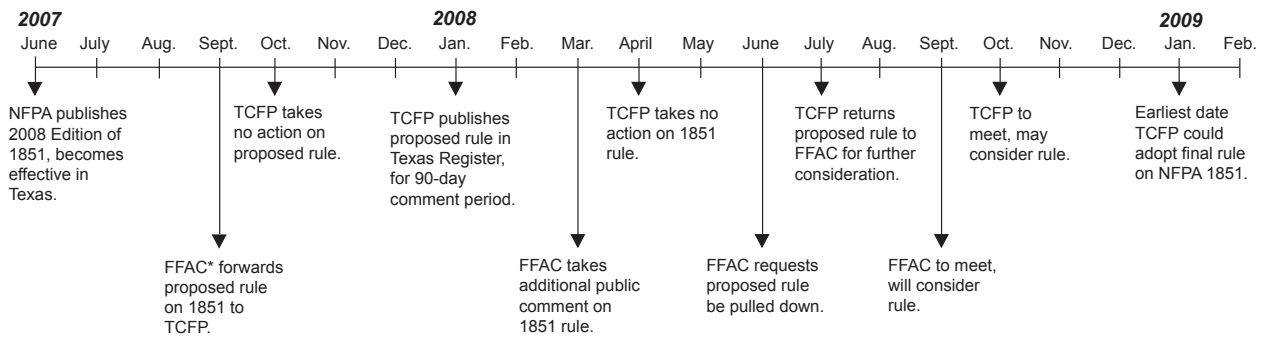 2007 2008 2009
June July Aug. Sept. Oct. Nov. Dec. Jan. Feb. Mar. April May June July Aug. Sept. Oct. Nov. Dec. Jan. Feb.
NFPA publishes
2008 Edition of
1851, becomes
effective in
Texas.
TCFP takes
no action on
proposed rule.
TCFP publishes
proposed rule in
Texas Register,
for 90-day
comment period.
TCFP takes no
action on 1851
rule.
TCFP returns
proposed rule to
FFAC for further
consideration.
TCFP to
meet, may
consider rule.
Earliest date
TCFP could
adopt final rule
on NFPA 1851.
FFAC* forwards
proposed rule
on 1851 to
TCFP.
FFAC takes
additional public
comment on
1851 rule.
FFAC requests
proposed rule
be pulled down.
FFAC to meet,
will consider
rule.